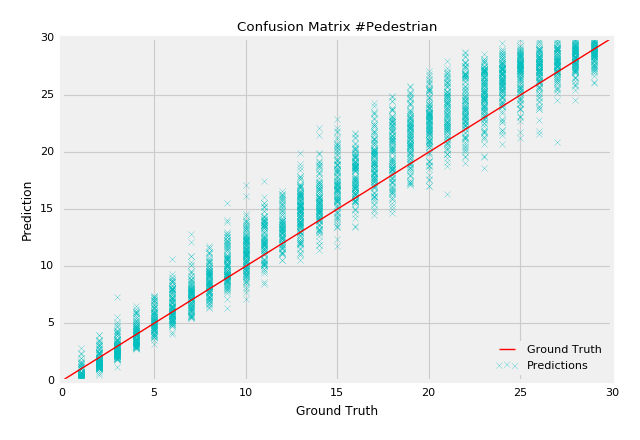 Confusion Matrix #Pedestrian
30
25
20
15
10
5
0
Prediction
0 5 10 15 20 25 30
Ground Truth
Ground Truth
Predictions